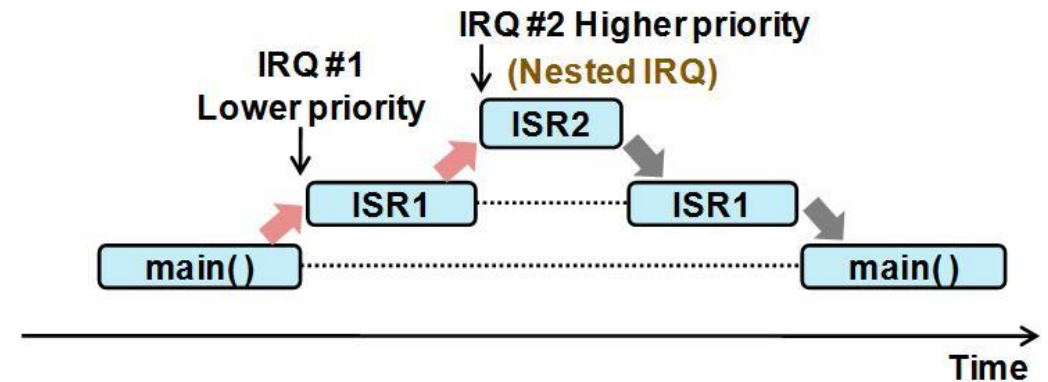 IRQ #2 Higher priority
(Nested IRQ)
IRQ #1
Lower priority
ISR2
ISR1
ISR1
main()
main()
Time